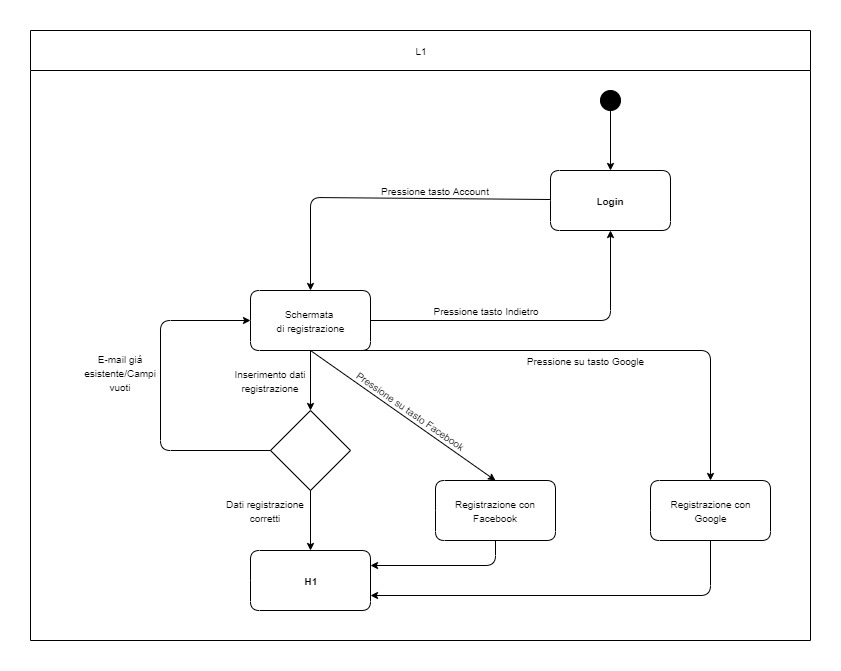 L1
Login
Pressione tasto Account
Schermata
di registrazione
Pressione tasto Indietro
E-mail giá
esistente/Campi
vuoti
Inserimento dati
registrazione
Pressione su tasto Facebook
Pressione su tasto Google
Dati registrazione
corretti
Registrazione con
Facebook
Registrazione con
Google
H1